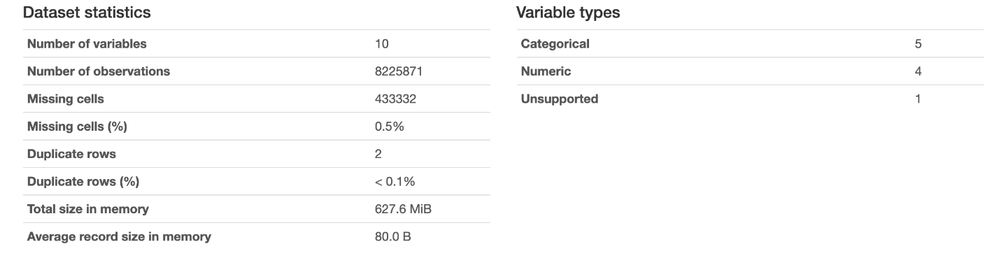 Dataset statistics
Number of variables 10
Number of observations 8225871
Missing cells 433332
Missing cells (%) 0.5%
Duplicate rows 2
Duplicate rows (%) < 0.1%
Total size in memory 627.6 MiB
Average record size in memory 80.0 B
Variable types
Categorical 5
Numeric 4
Unsupported 1